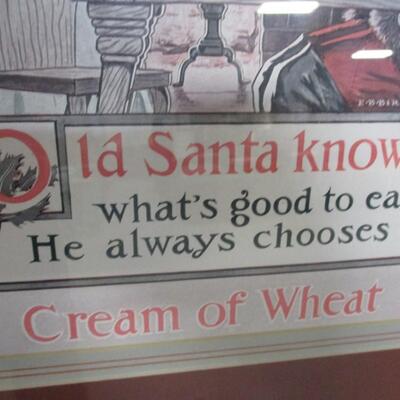 Old Santa know
what's good to ea
He always chooses
Cream of Wheat